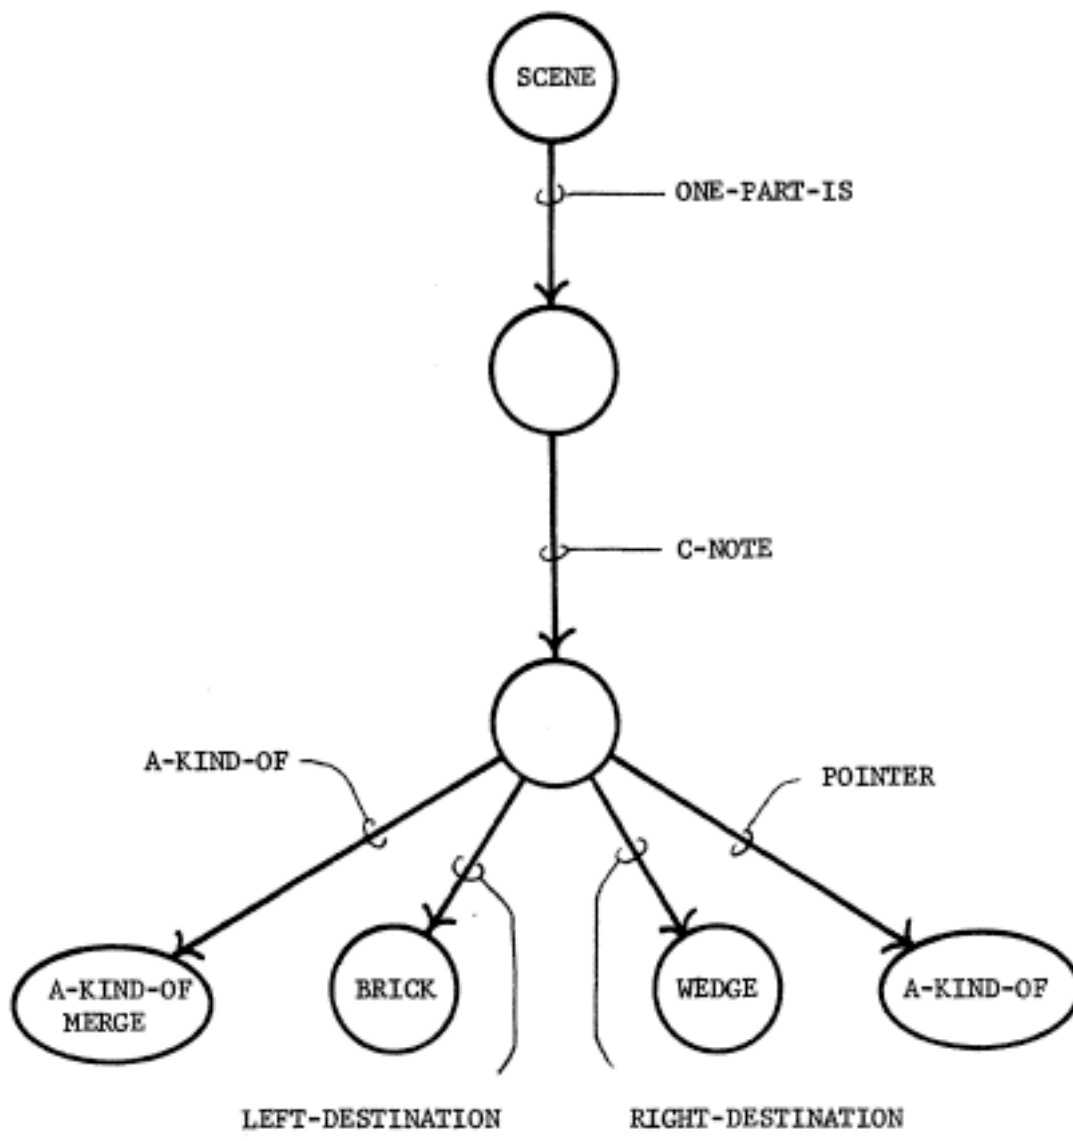 SCENE
ONE-PART-IS
C-NOTE
A-KIND-OF
POINTER
A-KIND-OF
MERGE
BRICK
WEDGE
A-KIND-OF
LEFT-DESTINATION
RIGHT-DESTINATION